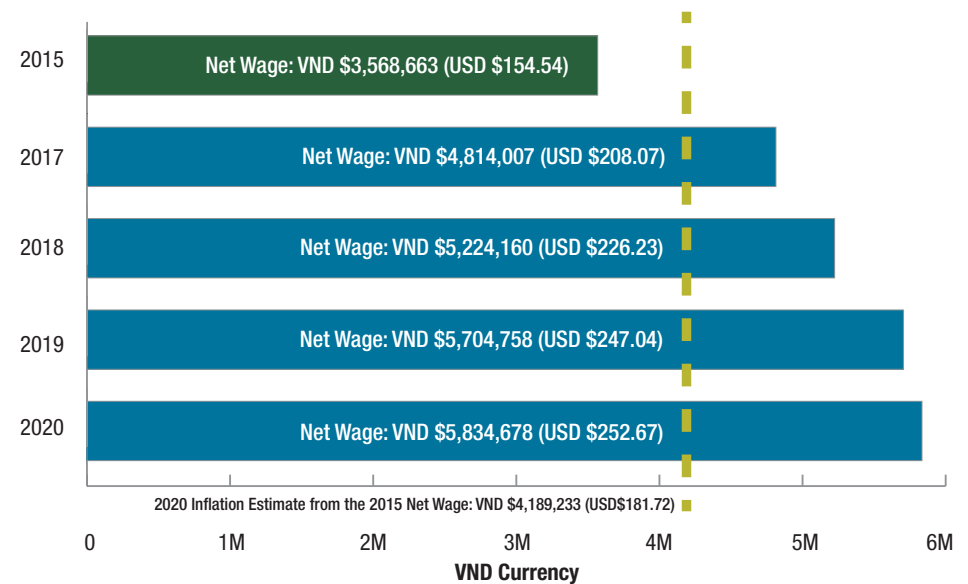 2015
Net Wage: VND $3,568,663 (USD $154.54)
2017
Net Wage: VND $4,814,007 (USD $208.07)
2018
Net Wage: VND $5,224,160 (USD $226.23)
2019
Net Wage: VND $5,704,758 (USD $247.04)
2020
Net Wage: VND $5,834,678 (USD $252.67)
2020 Inflation Estimate from the 2015 Net Wage: VND $4,189,233 (USD$181.72)
0 1M 2M 3M 4M 5M 6M
VND Currency